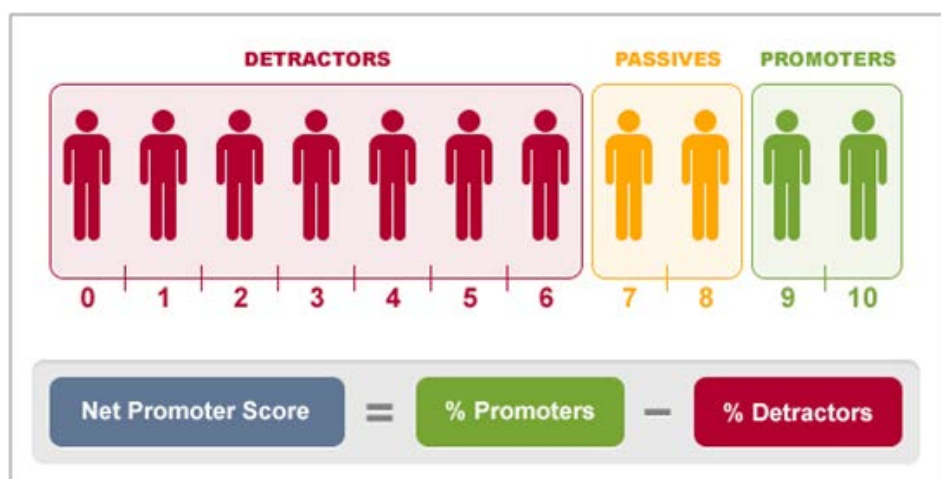 DETRACTORS PASSIVES PROMOTERS
0 1 2 3 4 5 6 7 8 9 10
Net Promoter Score = % Promoters − % Detractors